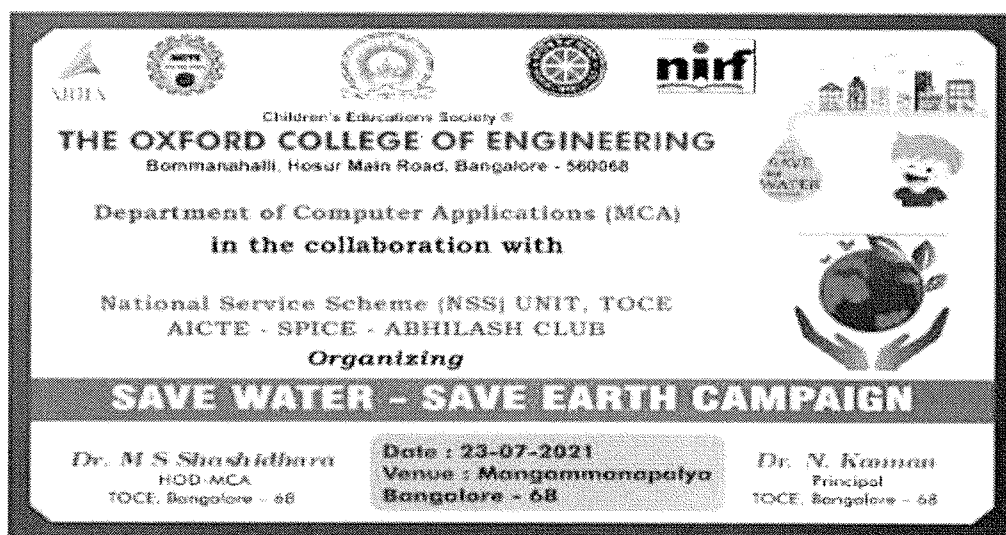 AICTE
nirf
Children's Educations Society ®
THE OXFORD COLLEGE OF ENGINEERING
Bommanahalli, Hosur Main Road, Bangalore - 560068
SAVE
WATER
Department of Computer Applications (MCA)
in the collaboration with
National Service Scheme (NSS) UNIT, TOCE
AICTE - SPICE - ABHILASH CLUB
Organizing
SAVE WATER - SAVE EARTH CAMPAIGN
Dr. M S Shashidhara
HOD-MCA
TOCE, Bangalore - 68
Date : 23-07-2021
Venue : Mangammanapalya
Bangalore - 68
Dr. N. Kannan
Principal
TOCE, Bangalore - 68